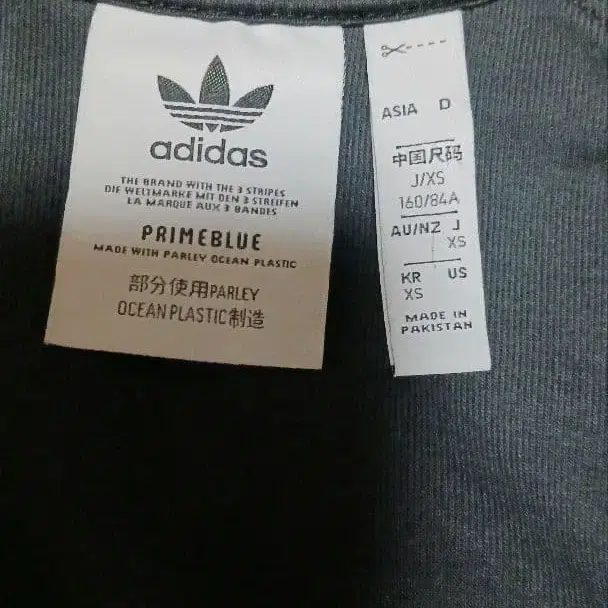 adidas
THE BRAND WITH THE 3 STRIPES
DIE WELTMARKE MIT DEN 3 STREIFEN
LA MARQUE AUX 3 BANDES
PRIMEBLUE
MADE WITH PARLEY OCEAN PLASTIC
部分使用PARLEY
OCEAN PLASTIC制造
ASIA D
中国尺码
J/XS
160/84A
AU/NZ J
XS
KR US
XS
MADE IN
PAKISTAN